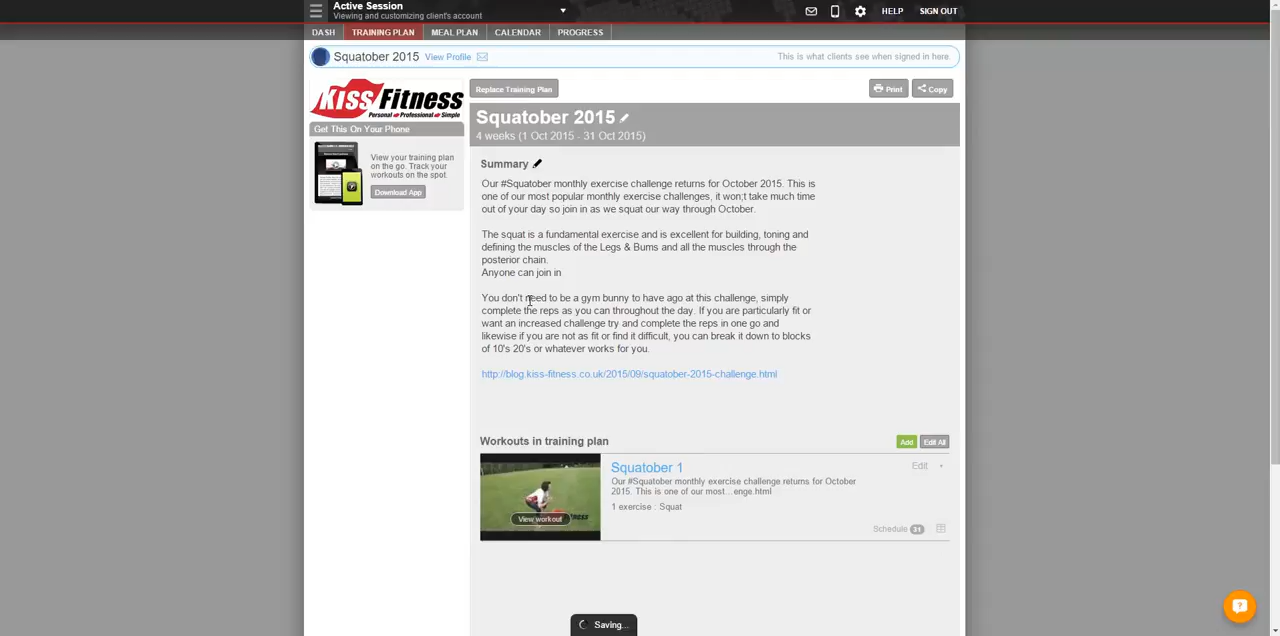 Active Session
Viewing and customizing client's account
HELP
SIGN OUT
DASH
TRAINING PLAN
MEAL PLAN
CALENDAR
PROGRESS
Squatober 2015 View Profile
This is what clients see when signed in here.
KISS Fitness
Personal Professional Simple
Get This On Your Phone
View your training plan
on the go. Track your
workouts on the spot.
Download App
Replace Training Plan
Print
Copy
Squatober 2015
4 weeks (1 Oct 2015 - 31 Oct 2015)
Summary
Our #Squatober monthly exercise challenge returns for October 2015. This is
one of our most popular monthly exercise challenges, it won;t take much time
out of your day so join in as we squat our way through October.
The squat is a fundamental exercise and is excellent for building, toning and
defining the muscles of the Legs & Bums and all the muscles through the
posterior chain.
Anyone can join in
You don't need to be a gym bunny to have ago at this challenge, simply
complete the reps as you can throughout the day. If you are particularly fit or
want an increased challenge try and complete the reps in one go and
likewise if you are not as fit or find it difficult, you can break it down to blocks
of 10's 20's or whatever works for you.
http://blog.kiss-fitness.co.uk/2015/09/squatober-2015-challenge.html
Workouts in training plan
Add
Edit All
View workout
Squatober 1
Edit
Our #Squatober monthly exercise challenge returns for October
2015. This is one of our most ..enge.html
1 exercise : Squat
Schedule 31
Saving...